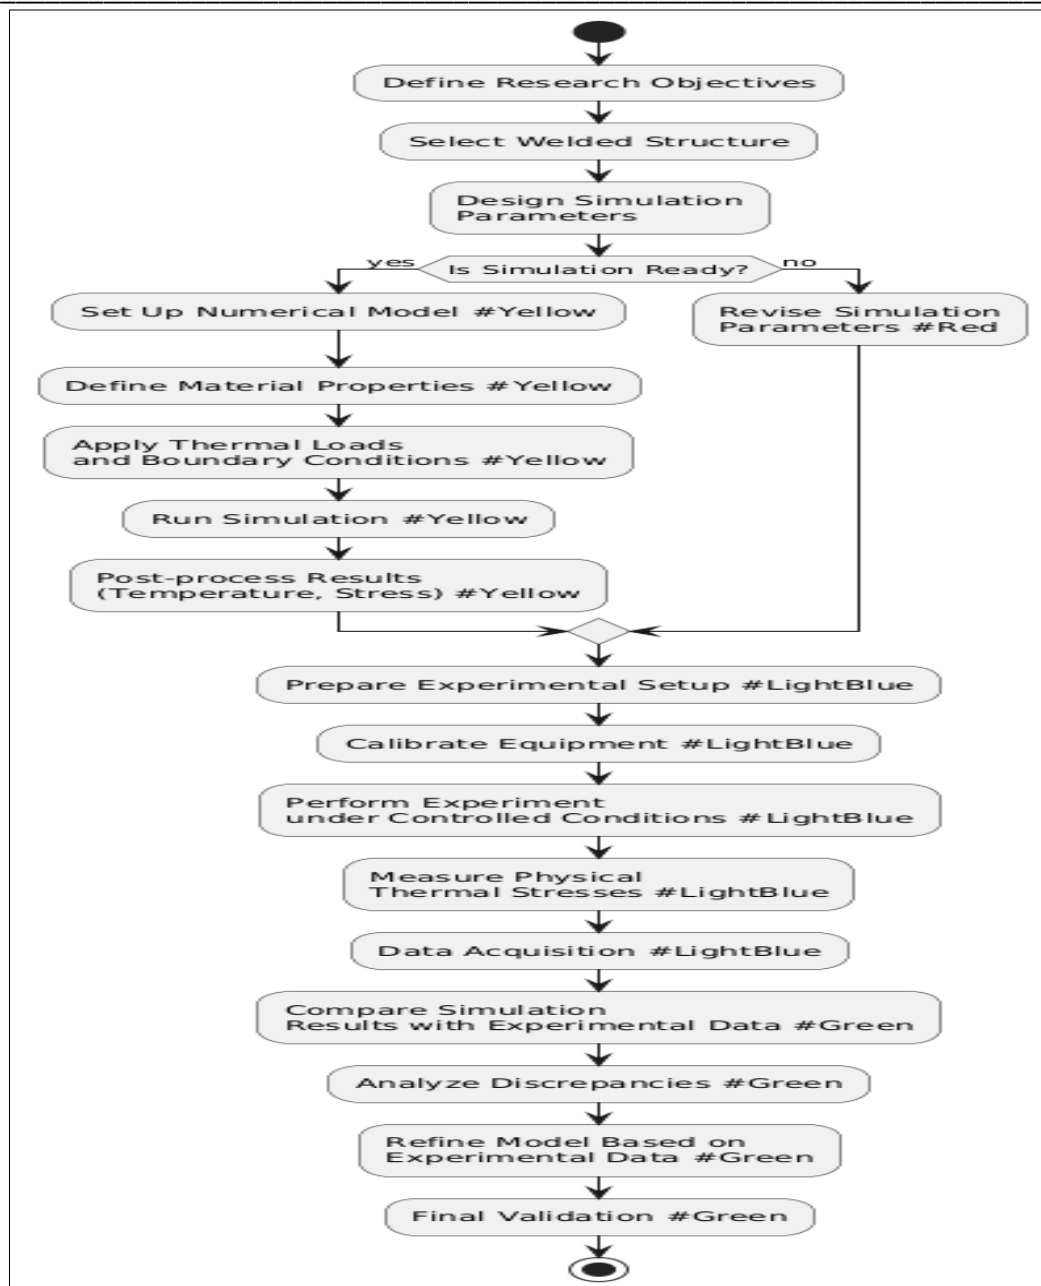 Define Research Objectives
Select Welded Structure
Design Simulation
Parameters
yes
Is Simulation Ready?
no
Set Up Numerical Model #Yellow
Revise Simulation
Parameters #Red
Define Material Properties #Yellow
Apply Thermal Loads
and Boundary Conditions #Yellow
Run Simulation #Yellow
Post-process Results
(Temperature, Stress) #Yellow
Prepare Experimental Setup #LightBlue
Calibrate Equipment #LightBlue
Perform Experiment
under Controlled Conditions #LightBlue
Measure Physical
Thermal Stresses #LightBlue
Data Acquisition #LightBlue
Compare Simulation
Results with Experimental Data #Green
Analyze Discrepancies #Green
Refine Model Based on
Experimental Data #Green
Final Validation #Green